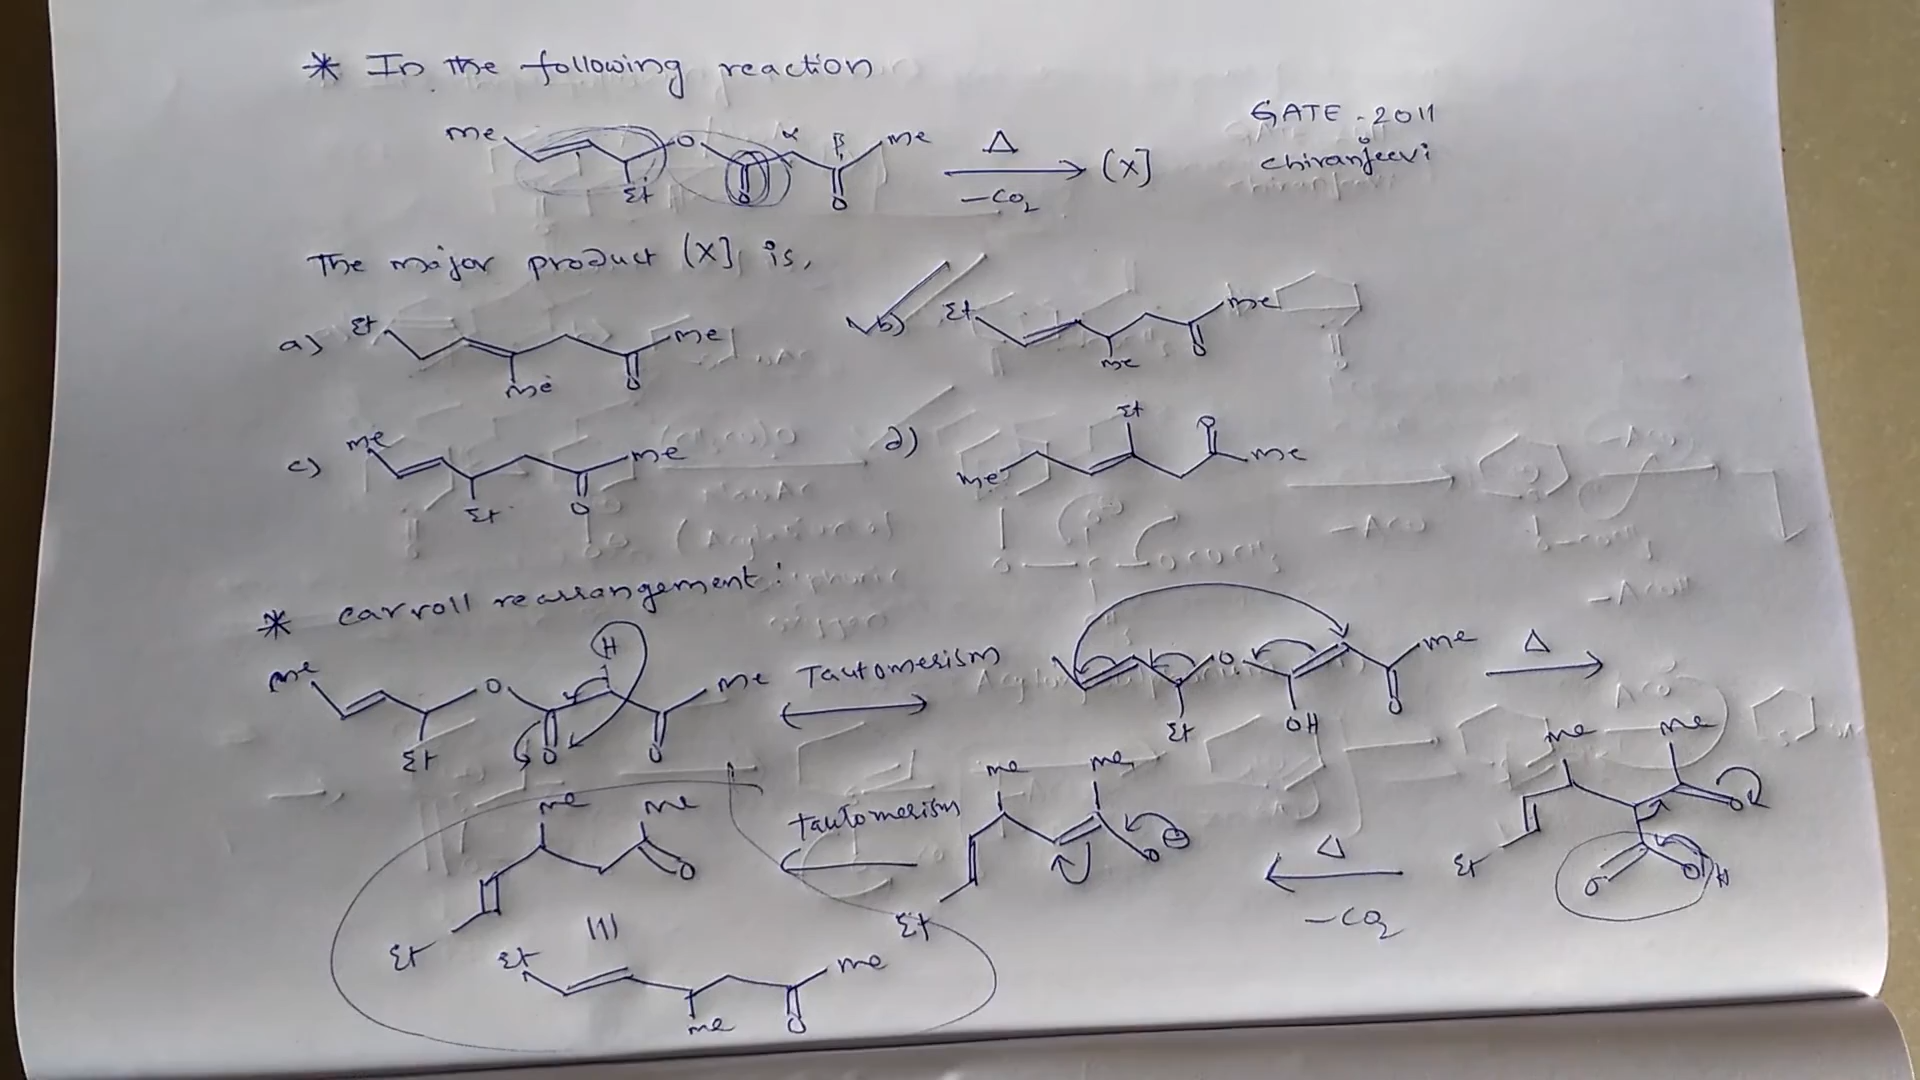 * In the following reaction
GATE - 2011
chiranjeevi
Me O α β Me Δ (X]
Et O O -CO2
The major product (X] is,
a) Et Me Me O
b) Et Me Me O
c) Me Et Me O
d) Me Et O Me
* carroll rearrangement:
Me O H Me Tautomerism O Me Δ
Et O O Et OH O
Me Me O Tautomerism Me Me O ⊖ Δ Me Me O
Et Et -CO2 Et O O H
(1)
Et Me Me O